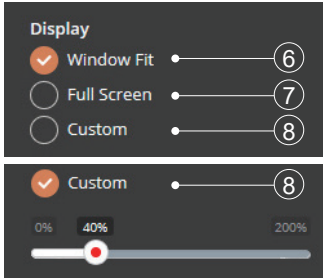 Display
Window Fit 6
Full Screen 7
Custom 8
Custom 8
0% 40% 200%